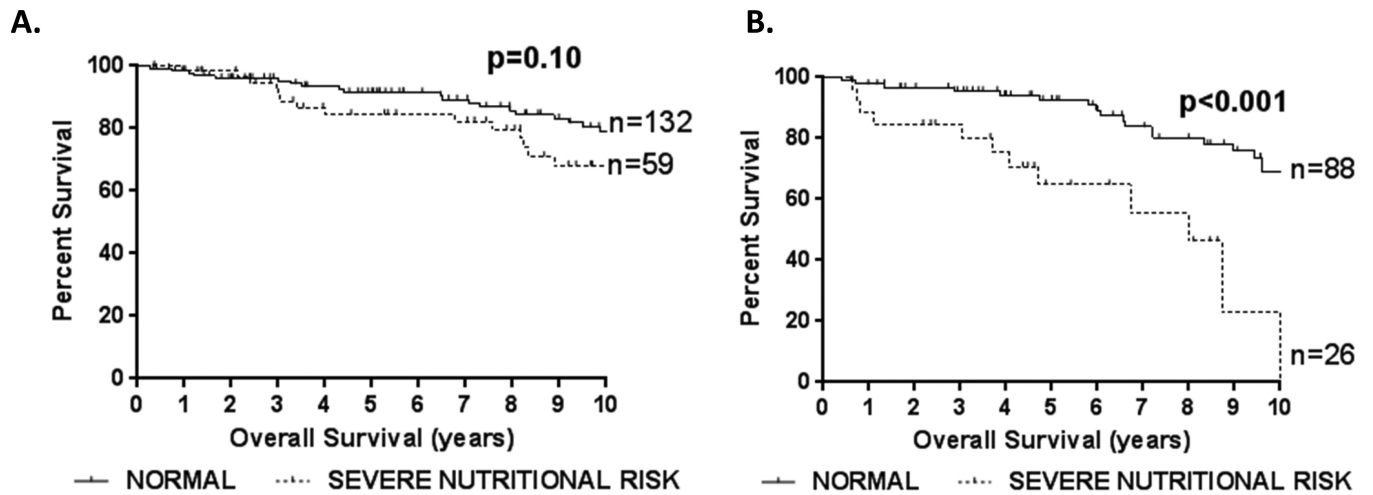 A.
p=0.10
100
80
60
40
20
0
Percent Survival
n=132
n=59
0 1 2 3 4 5 6 7 8 9 10
Overall Survival (years)
NORMAL SEVERE NUTRITIONAL RISK
B.
p<0.001
100
80
60
40
20
0
Percent Survival
n=88
n=26
0 1 2 3 4 5 6 7 8 9 10
Overall Survival (years)
NORMAL SEVERE NUTRITIONAL RISK